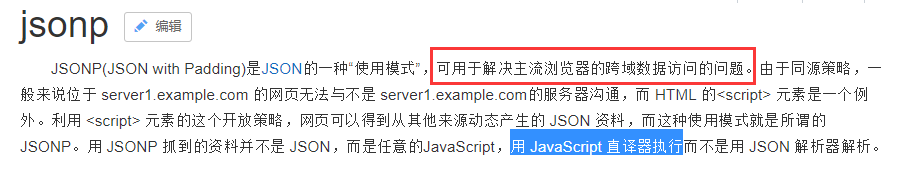 jsonp 编辑
JSONP(JSON with Padding)是JSON的一种“使用模式”，可用于解决主流浏览器的跨域数据访问的问题。由于同源策略，一
般来说位于 server1.example.com 的网页无法与不是 server1.example.com的服务器沟通，而 HTML 的<script> 元素是一个例
外。利用 <script> 元素的这个开放策略，网页可以得到从其他来源动态产生的 JSON 资料，而这种使用模式就是所谓的
JSONP。用 JSONP 抓到的资料并不是 JSON，而是任意的JavaScript，用 JavaScript 直译器执行而不是用 JSON 解析器解析。